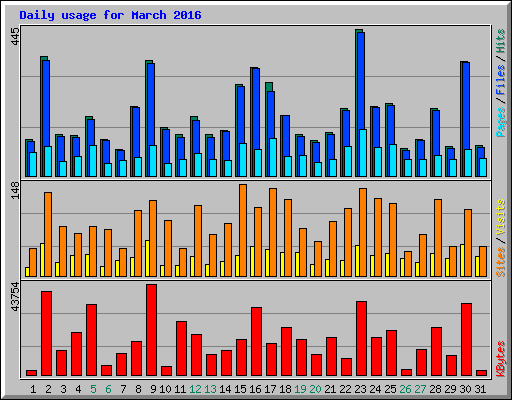 Daily usage for March 2016
445
Pages / Files / Hits
148
Sites / Visits
43754
KBytes
1 2 3 4 5 6 7 8 9 10 11 12 13 14 15 16 17 18 19 20 21 22 23 24 25 26 27 28 29 30 31